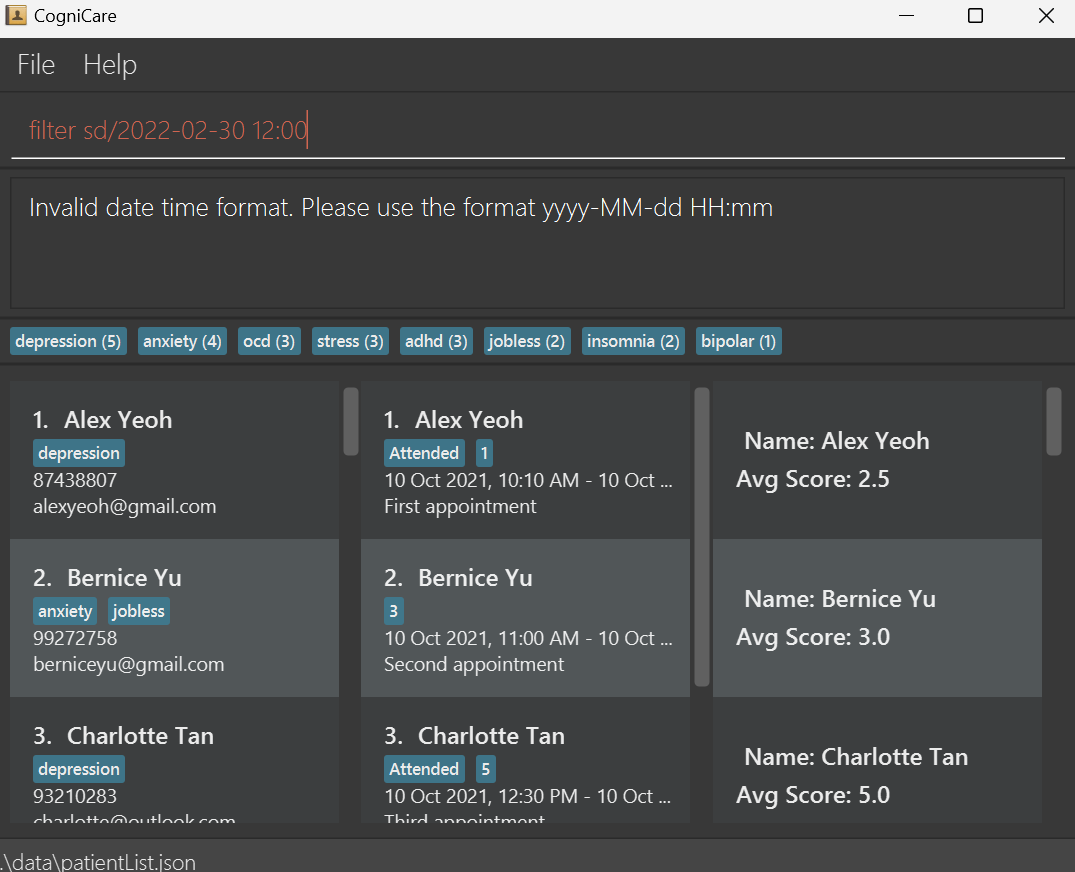 CogniCare
File Help
filter sd/2022-02-30 12:00
Invalid date time format. Please use the format yyyy-MM-dd HH:mm
depression (5) anxiety (4) ocd (3) stress (3) adhd (3) jobless (2) insomnia (2) bipolar (1)
1. Alex Yeoh
depression
87438807
alexyeoh@gmail.com
2. Bernice Yu
anxiety jobless
99272758
berniceyu@gmail.com
3. Charlotte Tan
depression
93210283
charlotte@outlook.com
1. Alex Yeoh
Attended 1
10 Oct 2021, 10:10 AM - 10 Oct ...
First appointment
2. Bernice Yu
3
10 Oct 2021, 11:00 AM - 10 Oct ...
Second appointment
3. Charlotte Tan
Attended 5
10 Oct 2021, 12:30 PM - 10 Oct ...
Third appointment
Name: Alex Yeoh
Avg Score: 2.5
Name: Bernice Yu
Avg Score: 3.0
Name: Charlotte Tan
Avg Score: 5.0
.\data\patientList.json